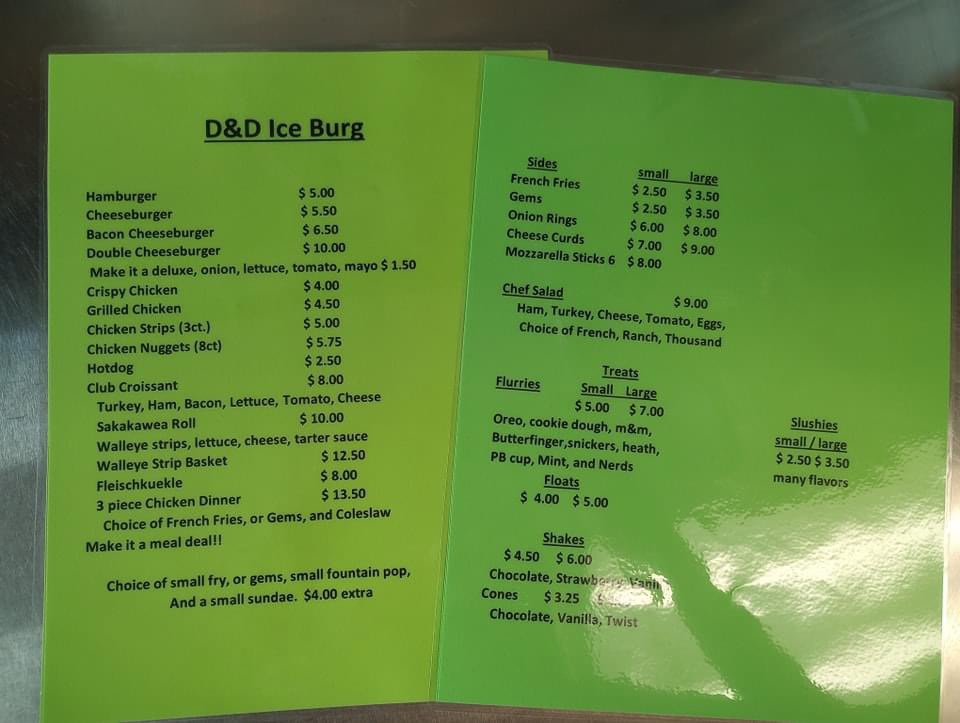 D&D Ice Burg
Hamburger $ 5.00
Cheeseburger $ 5.50
Bacon Cheeseburger $ 6.50
Double Cheeseburger $ 10.00
Make it a deluxe, onion, lettuce, tomato, mayo $ 1.50
Crispy Chicken $ 4.00
Grilled Chicken $ 4.50
Chicken Strips (3ct.) $ 5.00
Chicken Nuggets (8ct) $ 5.75
Hotdog $ 2.50
Club Croissant $ 8.00
Turkey, Ham, Bacon, Lettuce, Tomato, Cheese
Sakakawea Roll $ 10.00
Walleye strips, lettuce, cheese, tarter sauce
Walleye Strip Basket $ 12.50
Fleischkuekle $ 8.00
3 piece Chicken Dinner $ 13.50
Choice of French Fries, or Gems, and Coleslaw
Make it a meal deal!!
Choice of small fry, or gems, small fountain pop,
And a small sundae. $4.00 extra
Sides small large
French Fries $ 2.50 $ 3.50
Gems $ 2.50 $ 3.50
Onion Rings $ 6.00 $ 8.00
Cheese Curds $ 7.00 $ 9.00
Mozzarella Sticks 6 $ 8.00
Chef Salad $ 9.00
Ham, Turkey, Cheese, Tomato, Eggs,
Choice of French, Ranch, Thousand
Treats
Flurries Small Large
$ 5.00 $ 7.00
Oreo, cookie dough, m&m,
Butterfinger,snickers, heath,
PB cup, Mint, and Nerds
Floats
$ 4.00 $ 5.00
Shakes
$ 4.50 $ 6.00
Chocolate, Strawberry,
Cones $ 3.25
Chocolate, Vanilla, Twist
Slushies
small / large
$ 2.50 $ 3.50
many flavors